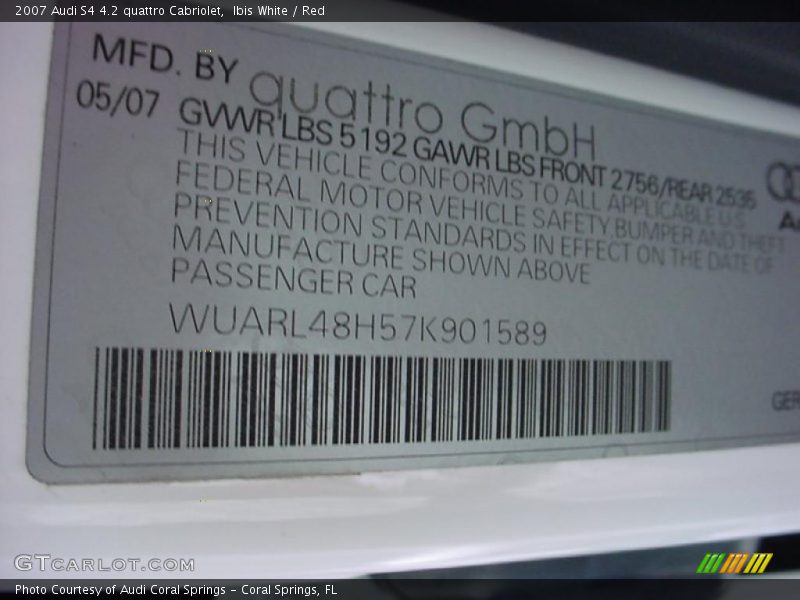 2007 Audi S4 4.2 quattro Cabriolet, Ibis White / Red
MFD. BY quattro GmbH
05/07 GVWR LBS 5192 GAWR LBS FRONT 2756/REAR 2535
THIS VEHICLE CONFORMS TO ALL APPLICABLE U.S.
FEDERAL MOTOR VEHICLE SAFETY BUMPER AND THEFT
PREVENTION STANDARDS IN EFFECT ON THE DATE OF
MANUFACTURE SHOWN ABOVE
PASSENGER CAR
WUARL48H57K901589
GTCARLOT.COM
Photo Courtesy of Audi Coral Springs – Coral Springs, FL